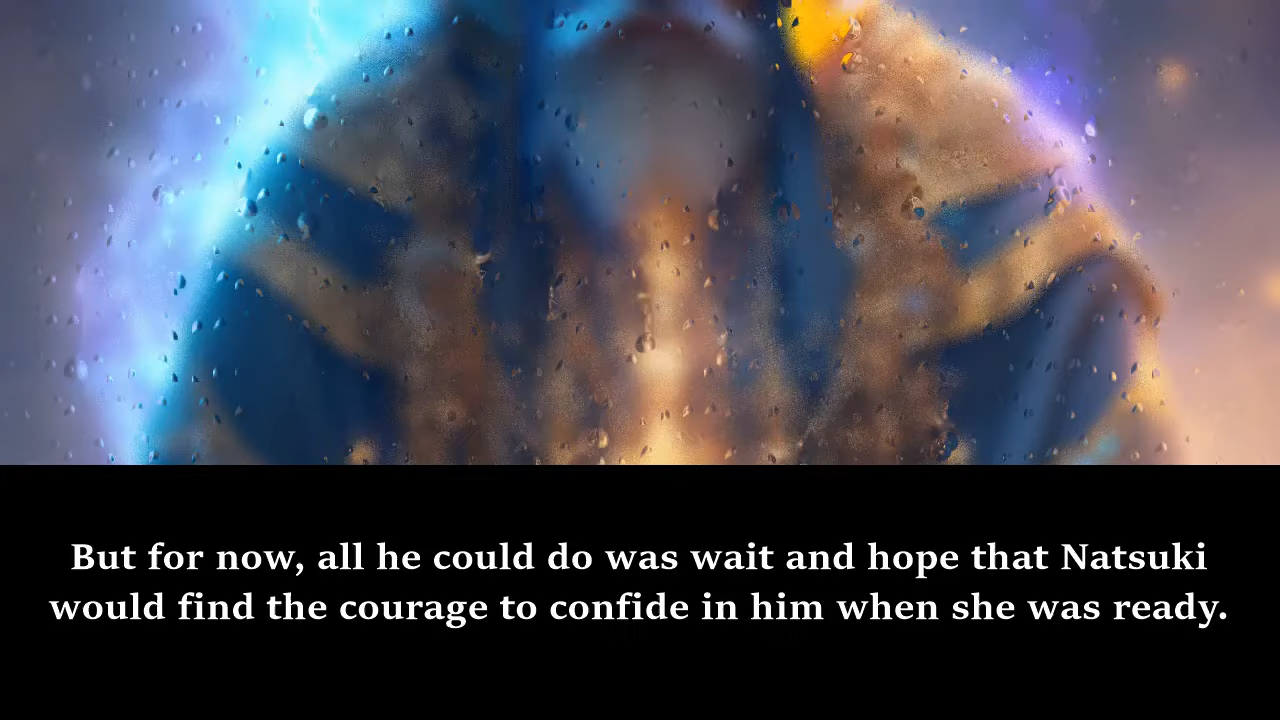 But for now, all he could do was wait and hope that Natsuki
would find the courage to confide in him when she was ready.